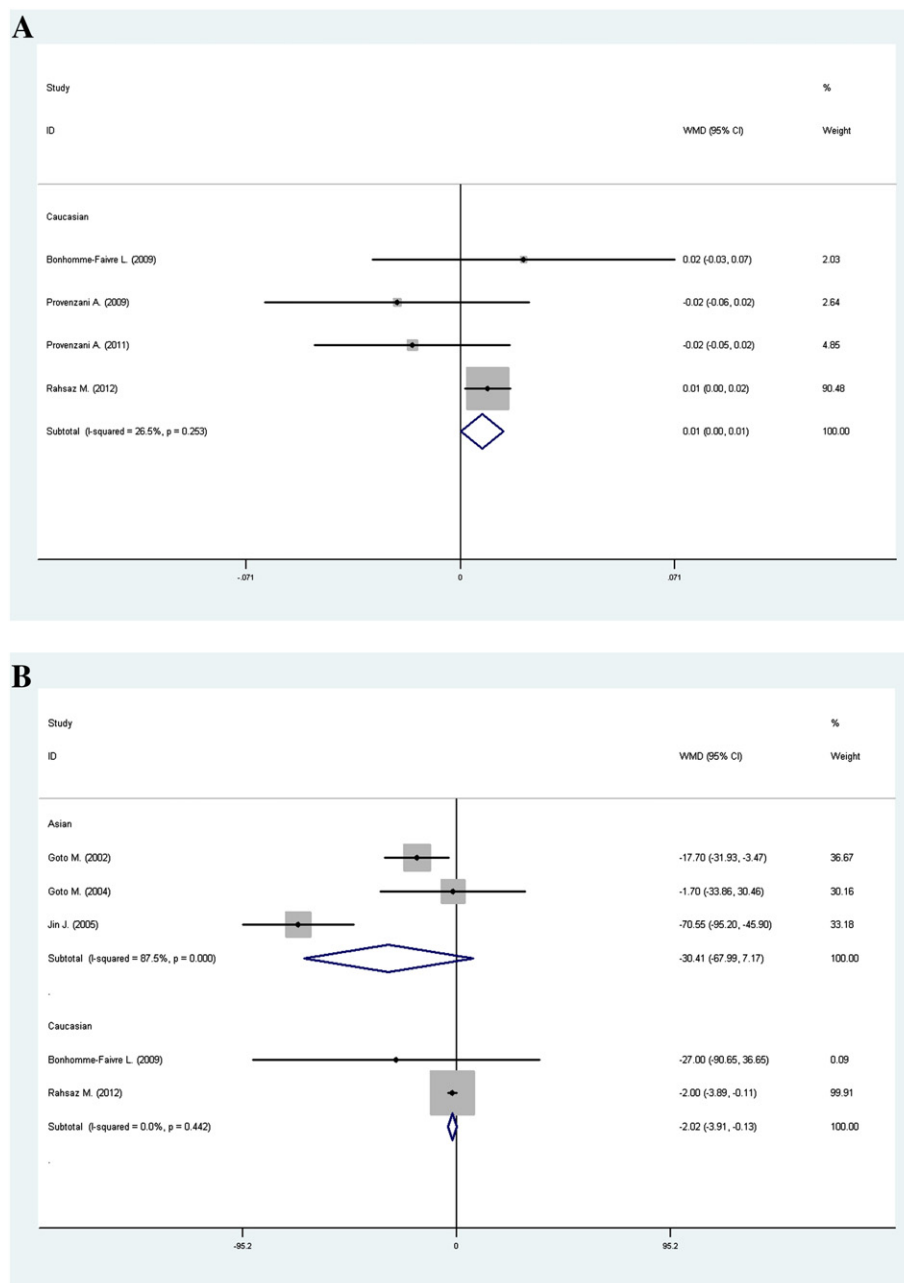 A
Study %
ID WMD (95% CI) Weight
Caucasian
Bonhomme-Faivre L. (2009) 0.02 (-0.03, 0.07) 2.03
Provenzani A. (2009) -0.02 (-0.06, 0.02) 2.64
Provenzani A. (2011) -0.02 (-0.05, 0.02) 4.85
Rahsaz M. (2012) 0.01 (0.00, 0.02) 90.48
Subtotal (I-squared = 26.5%, p = 0.253) 0.01 (0.00, 0.01) 100.00
-.071 0 .071
B
Study %
ID WMD (95% CI) Weight
Asian
Goto M. (2002) -17.70 (-31.93, -3.47) 36.67
Goto M. (2004) -1.70 (-33.86, 30.46) 30.16
Jin J. (2005) -70.55 (-95.20, -45.90) 33.18
Subtotal (I-squared = 87.5%, p = 0.000) -30.41 (-67.99, 7.17) 100.00
.
Caucasian
Bonhomme-Faivre L. (2009) -27.00 (-90.65, 36.65) 0.09
Rahsaz M. (2012) -2.00 (-3.89, -0.11) 99.91
Subtotal (I-squared = 0.0%, p = 0.442) -2.02 (-3.91, -0.13) 100.00
.
-95.2 0 95.2